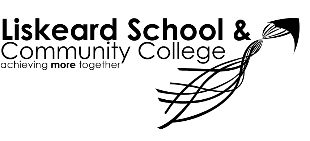 Liskeard School &
Community College
achieving more together